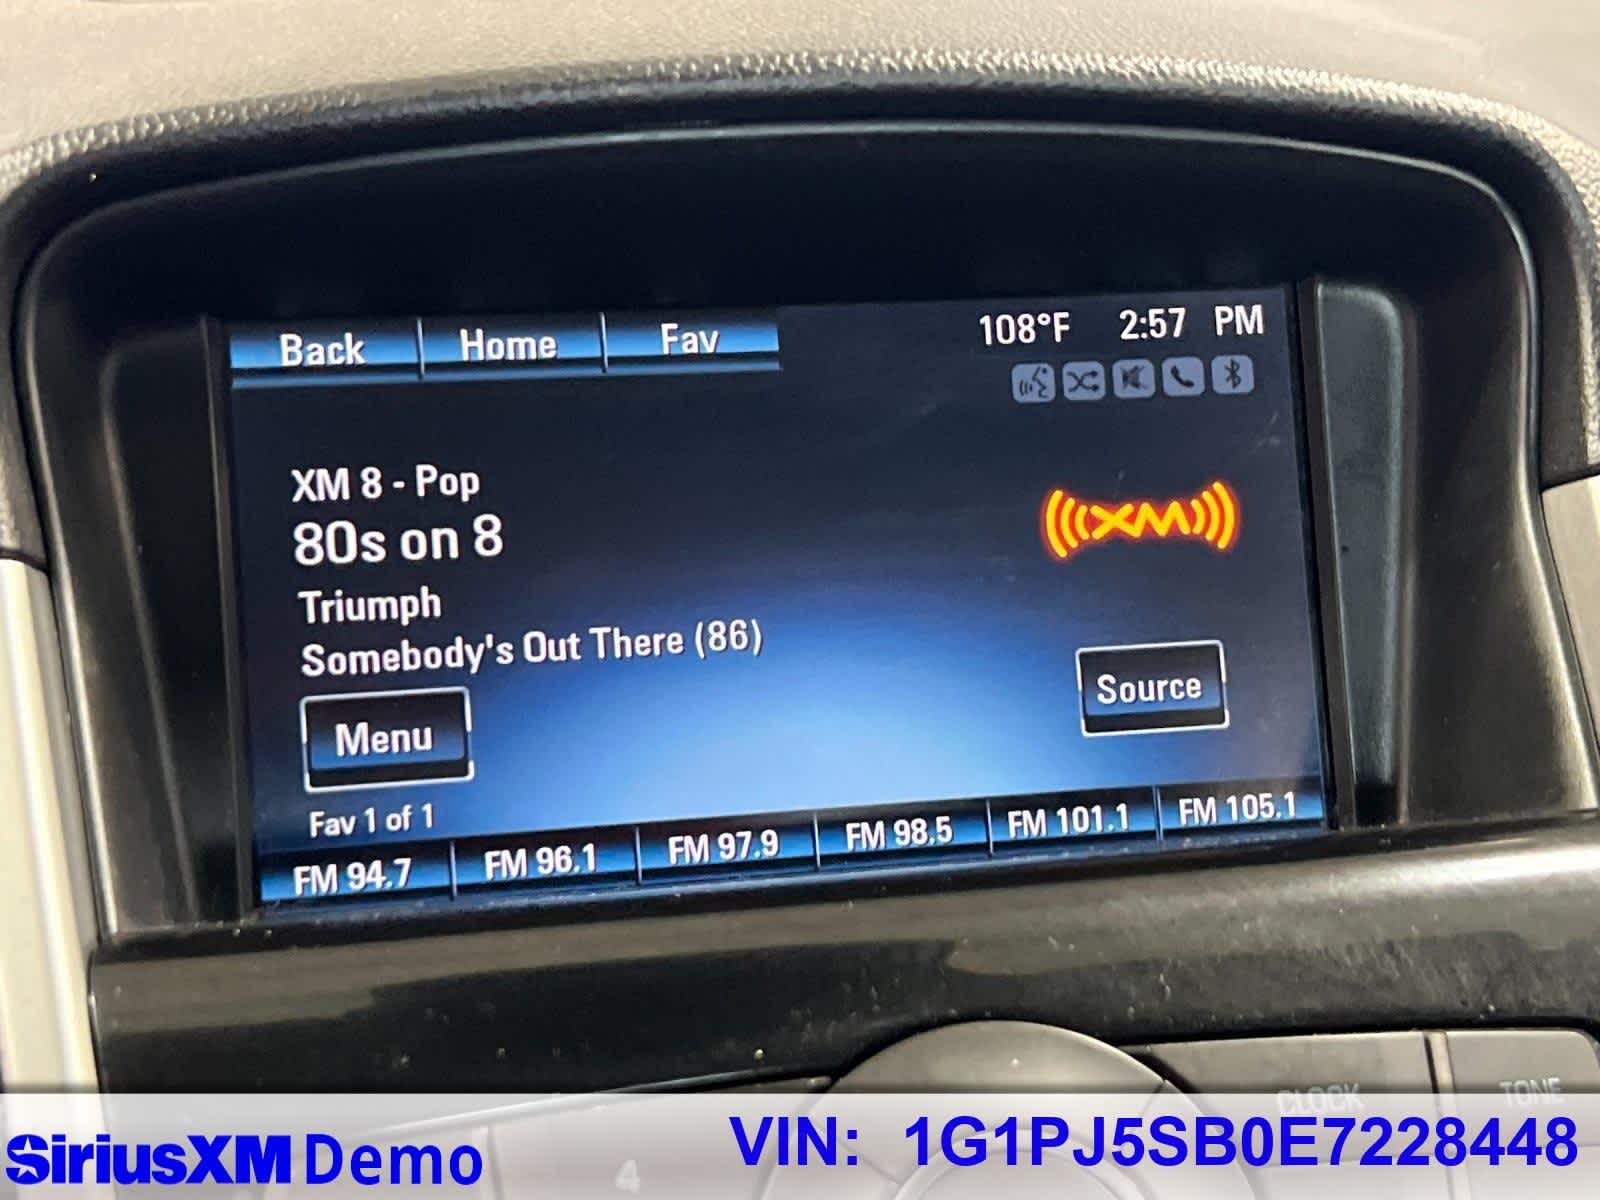 Back Home Fav 108°F 2:57 PM
XM 8 - Pop
80s on 8
XM
Triumph
Somebody's Out There (86)
Menu Source
Fav 1 of 1
FM 94.7 FM 96.1 FM 97.9 FM 98.5 FM 101.1 FM 105.1
CLOCK TONE
4
SiriusXM Demo VIN: 1G1PJ5SB0E7228448